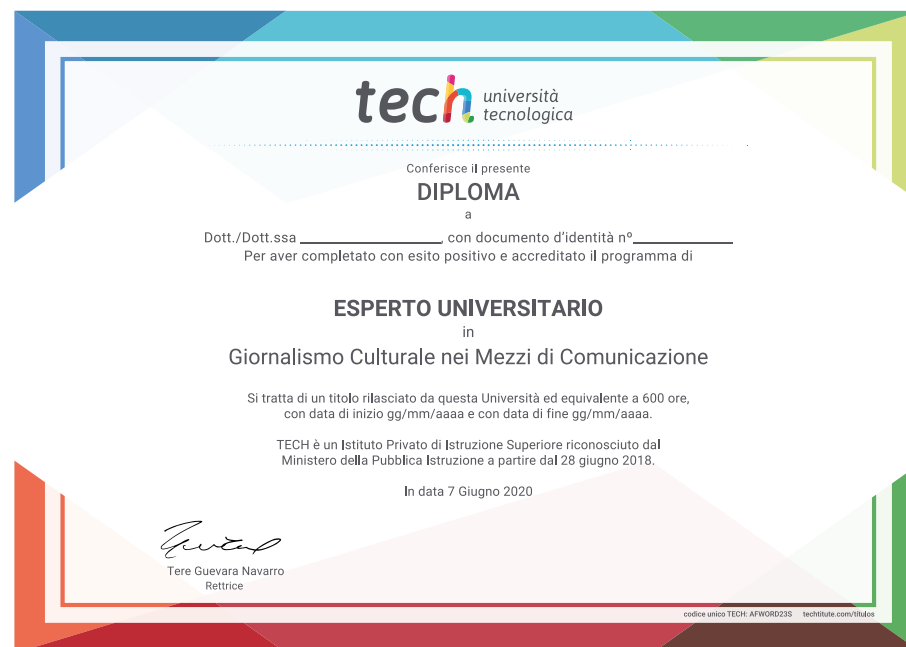 tech università
tecnologica
Conferisce il presente
DIPLOMA
a
Dott./Dott.ssa ____________________, con documento d'identità nº______________
Per aver completato con esito positivo e accreditato il programma di
ESPERTO UNIVERSITARIO
in
Giornalismo Culturale nei Mezzi di Comunicazione
Si tratta di un titolo rilasciato da questa Università ed equivalente a 600 ore,
con data di inizio gg/mm/aaaa e con data di fine gg/mm/aaaa.
TECH è un Istituto Privato di Istruzione Superiore riconosciuto dal
Ministero della Pubblica Istruzione a partire dal 28 giugno 2018.
In data 7 Giugno 2020
Tere Guevara Navarro
Rettrice
codice unico TECH: AFWORD23S techtitute.com/titulos